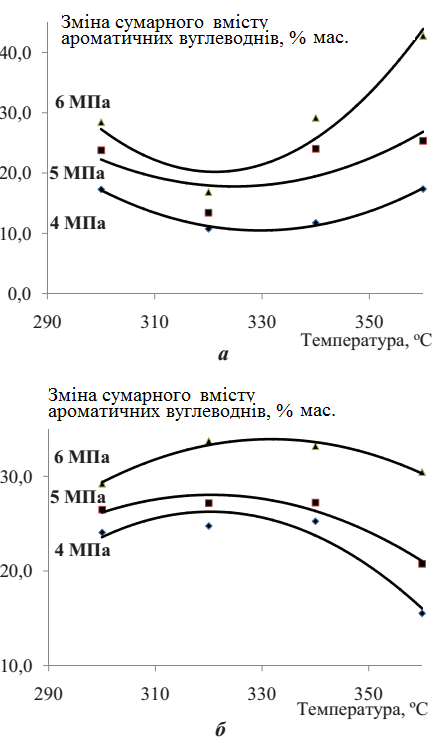 Зміна сумарного вмісту
ароматичних вуглеводнів, % мас.
40,0
30,0
20,0
10,0
0,0
6 МПа
5 МПа
4 МПа
290 310 330 350
Температура, ºС
а
Зміна сумарного вмісту
ароматичних вуглеводнів, % мас.
30,0
20,0
10,0
6 МПа
5 МПа
4 МПа
290 310 330 350
Температура, ºС
б